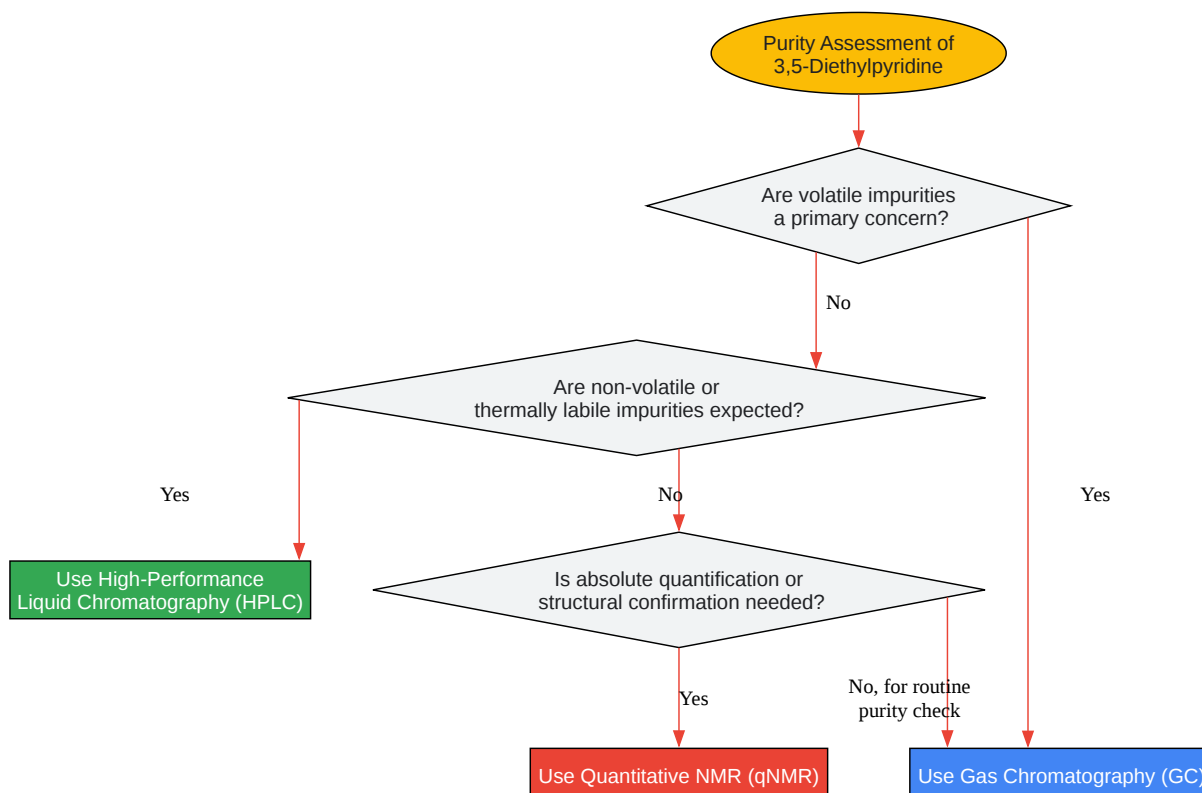 Purity Assessment of
3,5-Diethylpyridine
Are volatile impurities
a primary concern?
No
Are non-volatile or
thermally labile impurities expected?
Yes
No
Yes
Use High-Performance
Liquid Chromatography (HPLC)
Is absolute quantification or
structural confirmation needed?
Yes
No, for routine
purity check
Use Quantitative NMR (qNMR)
Use Gas Chromatography (GC)